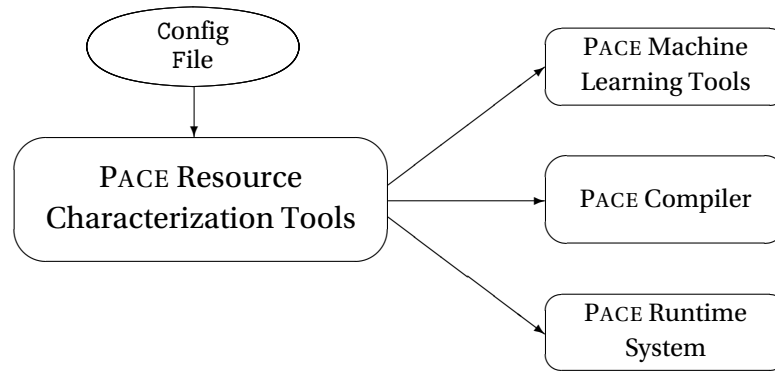 Config
File
PACE Resource
Characterization Tools
PACE Machine
Learning Tools
PACE Compiler
PACE Runtime
System